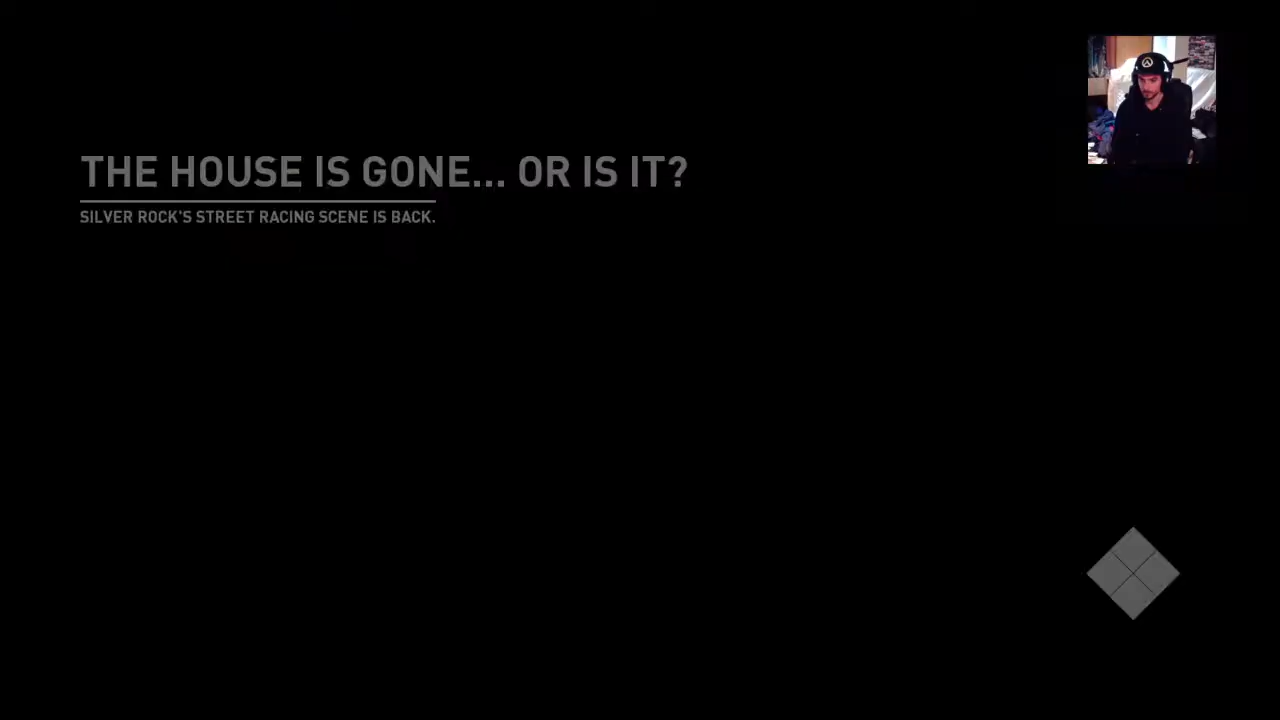 THE HOUSE IS GONE... OR IS IT?
SILVER ROCK'S STREET RACING SCENE IS BACK.